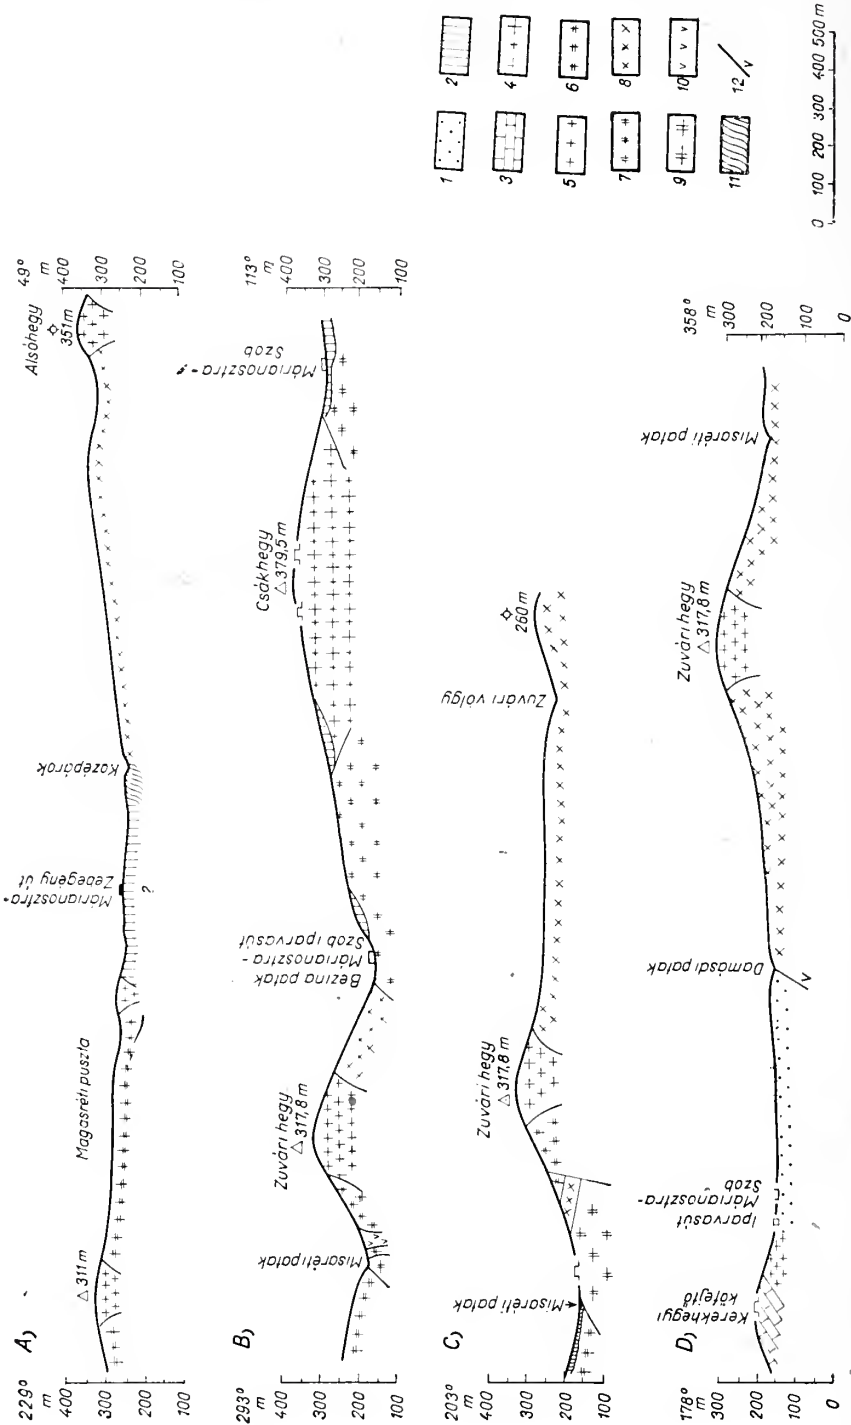 A)
229°
m
400
300
200
100
△ 311 m
Magasréti puszta
Márianosztra-
Zebegény út
?
Középárok
Alsóhegy
351 m
49°
m
400
300
200
100
B)
293°
m
400
300
200
100
Misaréti patak
Zuvári hegy
△ 317,8 m
Bezina patak
Márianosztra -
Szob iparvasút
Csákhegy
△ 379,5 m
Márianosztra -
Szob
113°
m
400
300
200
100
C)
203°
m
400
300
200
100
Misaréti patak
Zuvári hegy
△ 317,8 m
Zuvári völgy
260 m
D)
178°
m
300
200
100
0
Kerekhegyi
kőfejtő
Iparvasút
Márianosztra-
Szob
Damásdi patak
v
Zuvári hegy
△ 317,8 m
Misaréti patak
358°
m
300
200
100
0
1
2
3
4
5
6
7
8
9
10
11
12
v
0 100 200 300 400 500 m